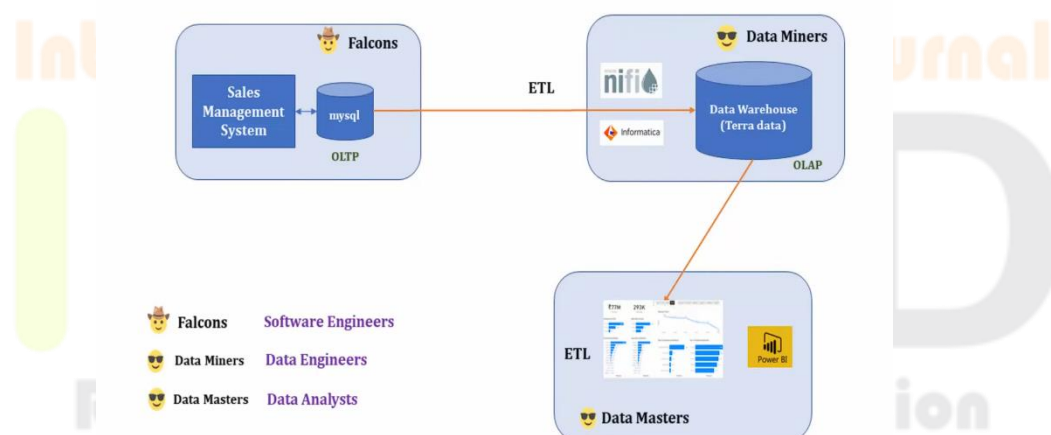 Falcons
Sales
Management
System
mysql
OLTP
ETL
Data Miners
nifi
Informatica
Data Warehouse
(Terra data)
OLAP
Falcons Software Engineers
Data Miners Data Engineers
Data Masters Data Analysts
ETL
Power BI
Data Masters